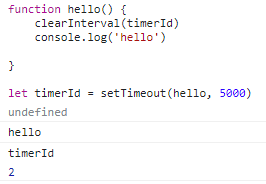 function hello() {
    clearInterval(timerId)
    console.log('hello')
}
let timerId = setTimeout(hello, 5000)
undefined
hello
timerId
2